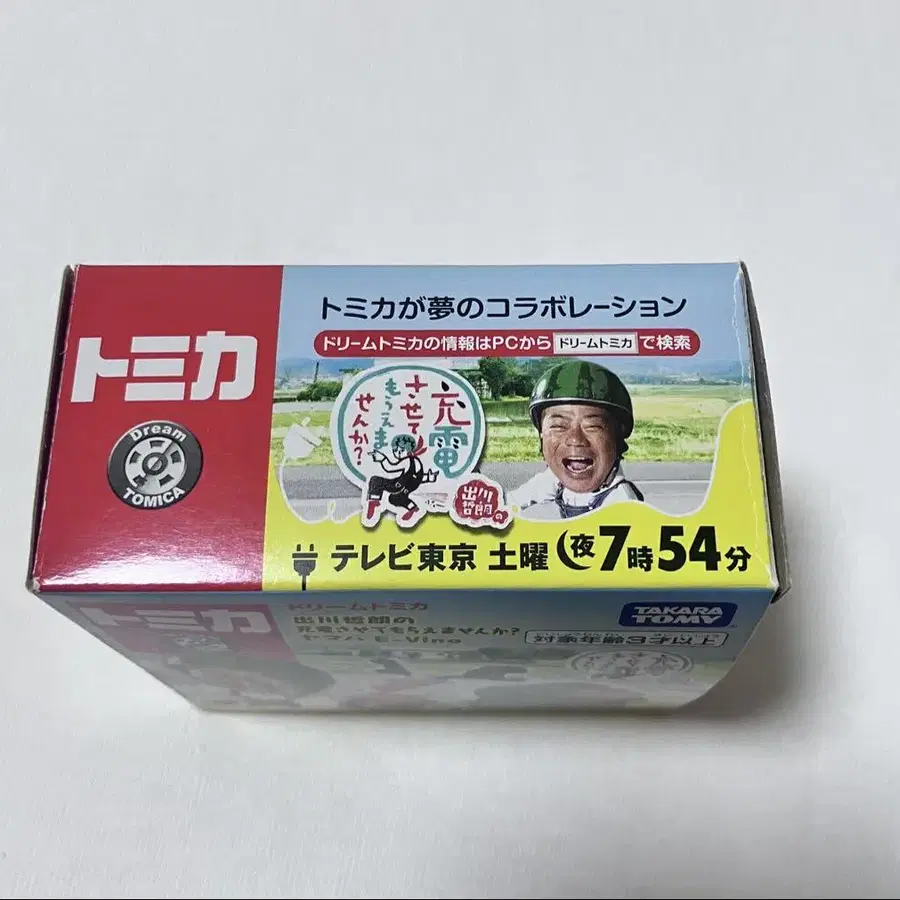 トミカが夢のコラボレーション
ドリームトミカの情報はPCから ドリームトミカ で検索
トミカ
Dream
TOMICA
充電
させて
もらえま
せんか?
出川
哲朗の
テレビ東京 土曜 夜7時54分
トミカ
ドリームトミカ
出川哲朗の
充電させてもらえませんか?
ヤマハ E-Vino
TAKARA
TOMY
対象年齢3才以上